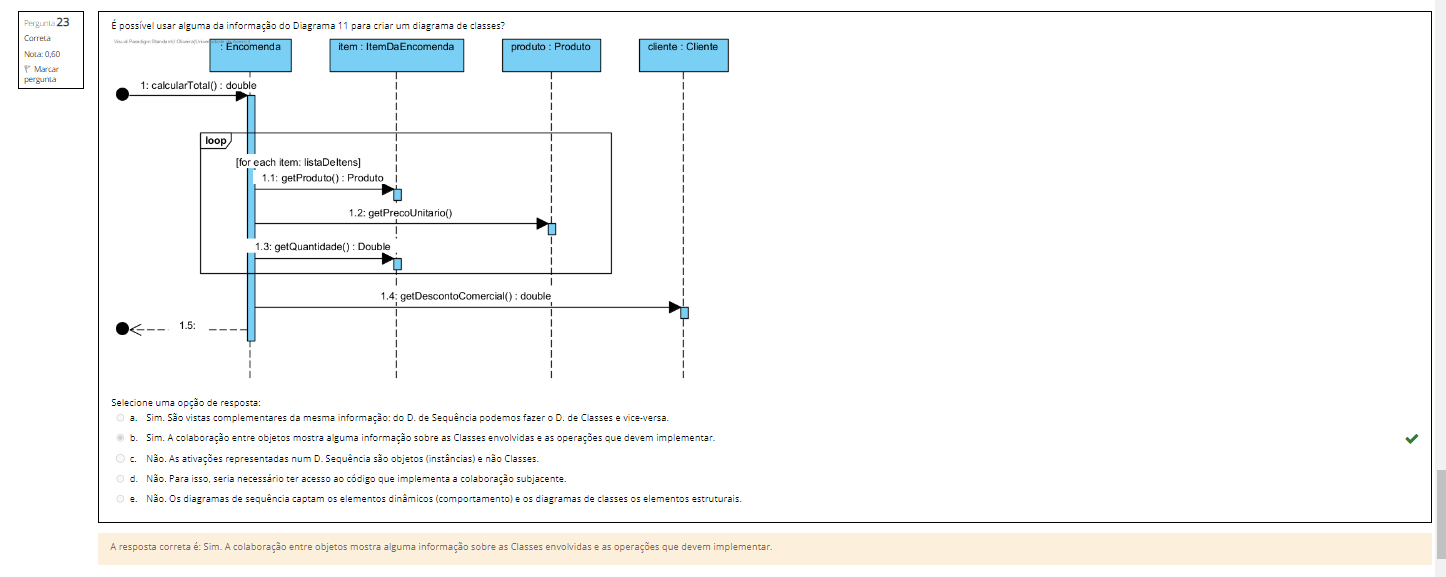 Pergunta 23
Correta
Nota: 0,60
Marcar
pergunta
É possível usar alguma da informação do Diagrama 11 para criar um diagrama de classes?
: Encomenda
item : ItemDaEncomenda
produto : Produto
cliente : Cliente
1: calcularTotal() : double
loop
[for each item: listaDeItens]
1.1: getProduto() : Produto
1.2: getPrecoUnitario()
1.3: getQuantidade() : Double
1.4: getDescontoComercial() : double
1.5:
Selecione uma opção de resposta:
a. Sim. São vistas complementares da mesma informação: do D. de Sequência podemos fazer o D. de Classes e vice-versa.
b. Sim. A colaboração entre objetos mostra alguma informação sobre as Classes envolvidas e as operações que devem implementar.
c. Não. As ativações representadas num D. Sequência são objetos (instâncias) e não Classes.
d. Não. Para isso, seria necessário ter acesso ao código que implementa a colaboração subjacente.
e. Não. Os diagramas de sequência captam os elementos dinâmicos (comportamento) e os diagramas de classes os elementos estruturais.
A resposta correta é: Sim. A colaboração entre objetos mostra alguma informação sobre as Classes envolvidas e as operações que devem implementar.